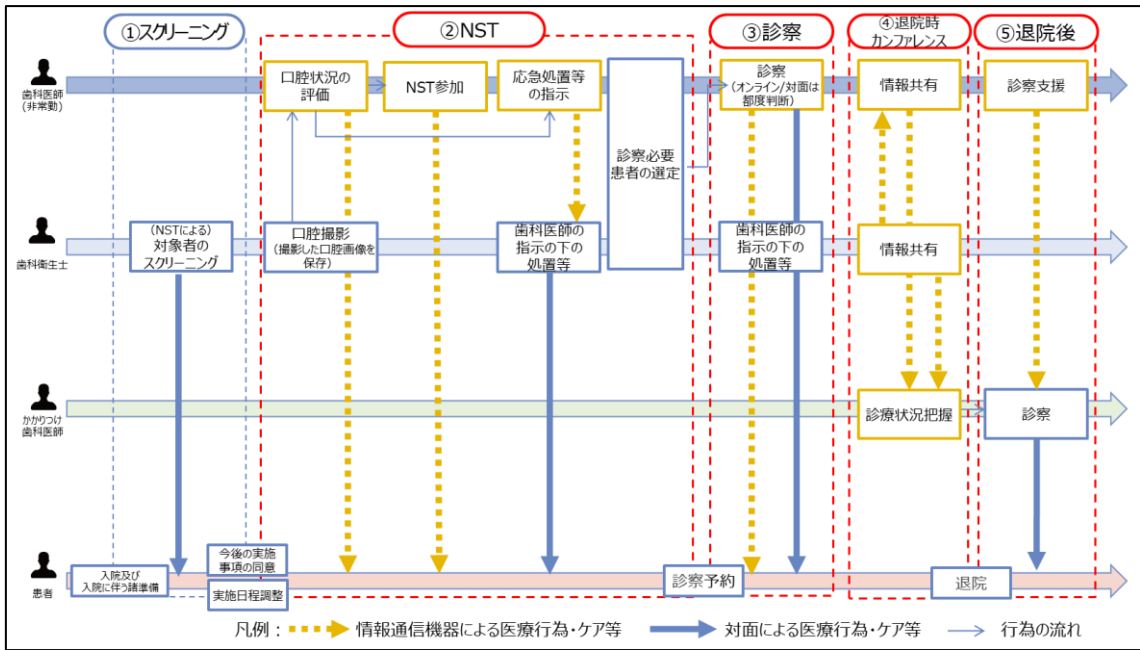 ①スクリーニング
②NST
③診察
④退院時
カンファレンス
⑤退院後
歯科医師
(非常勤)
口腔状況の
評価
NST参加
応急処置等
の指示
診察必要
患者の選定
診察
(オンライン/対面は
都度判断)
情報共有
診察支援
歯科衛生士
(NSTによる)
対象者の
スクリーニング
口腔撮影
(撮影した口腔画像を
保存)
歯科医師の
指示の下の
処置等
歯科医師の
指示の下の
処置等
情報共有
かかりつけ
歯科医師
診療状況把握
診察
患者
入院及び
入院に伴う諸準備
今後の実施
事項の同意
実施日程調整
診察予約
退院
凡例:
情報通信機器による医療行為・ケア等
対面による医療行為・ケア等
行為の流れ